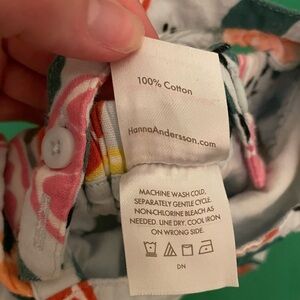 100% Cotton
HannaAndersson.com
MACHINE WASH COLD,
SEPARATELY GENTLE CYCLE.
NON-CHLORINE BLEACH AS
NEEDED. LINE DRY. COOL IRON
ON WRONG SIDE.
DN